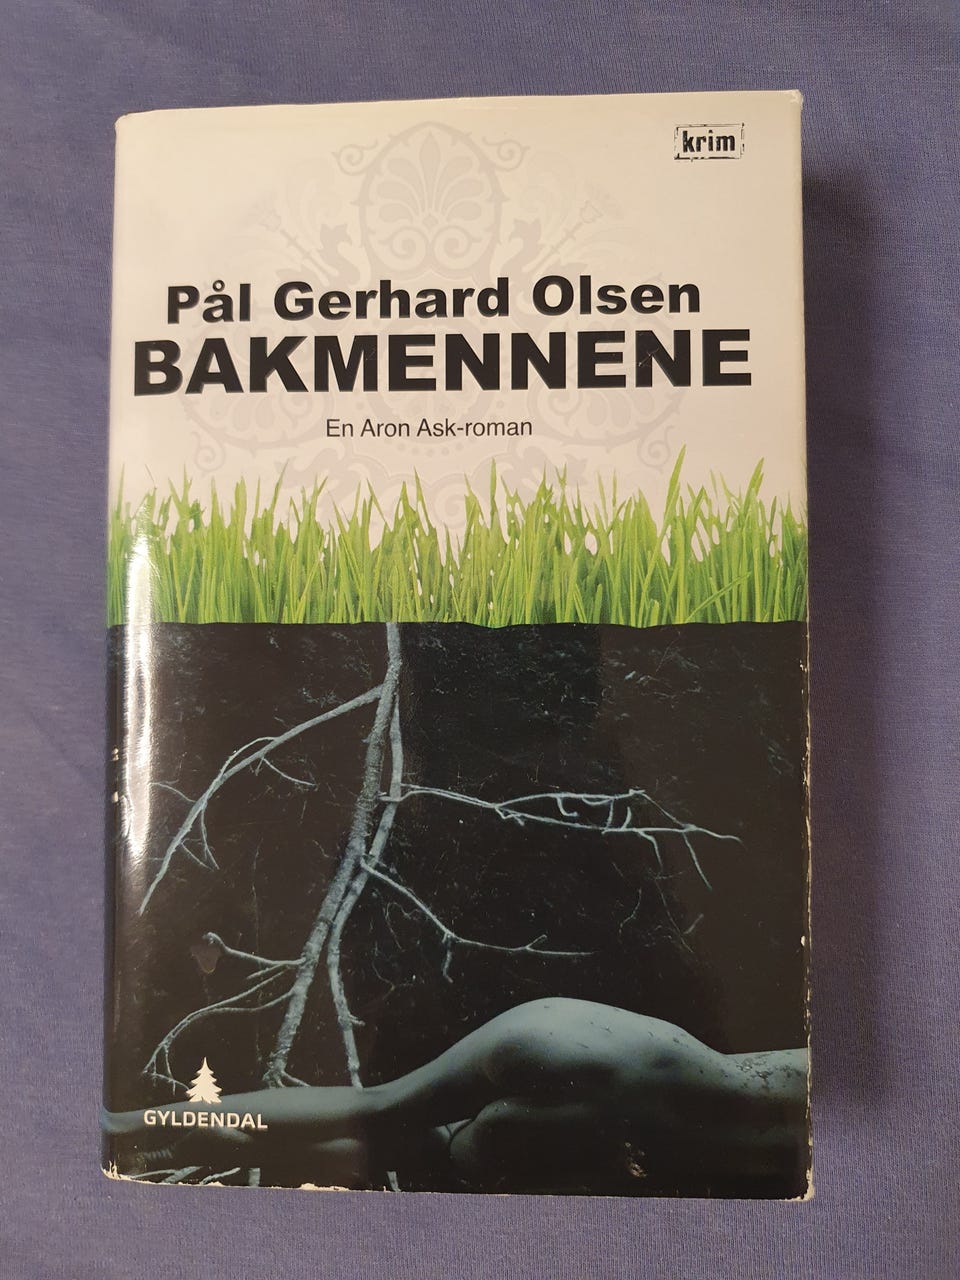 krim
Pål Gerhard Olsen
BAKMENNENE
En Aron Ask-roman
GYLDENDAL